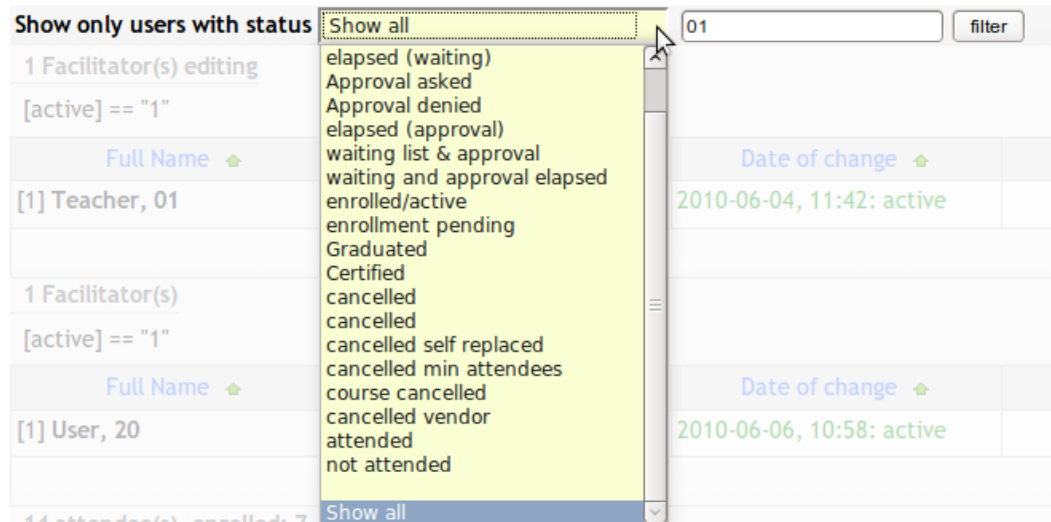 Show only users with status Show all 01 filter
1 Facilitator(s) editing
[active] == "1"
Full Name Date of change
[1] Teacher, 01 2010-06-04, 11:42: active
1 Facilitator(s)
[active] == "1"
Full Name Date of change
[1] User, 20 2010-06-06, 10:58: active
14 attendee(s), enrolled: 7
elapsed (waiting)
Approval asked
Approval denied
elapsed (approval)
waiting list & approval
waiting and approval elapsed
enrolled/active
enrollment pending
Graduated
Certified
cancelled
cancelled
cancelled self replaced
cancelled min attendees
course cancelled
cancelled vendor
attended
not attended
Show all